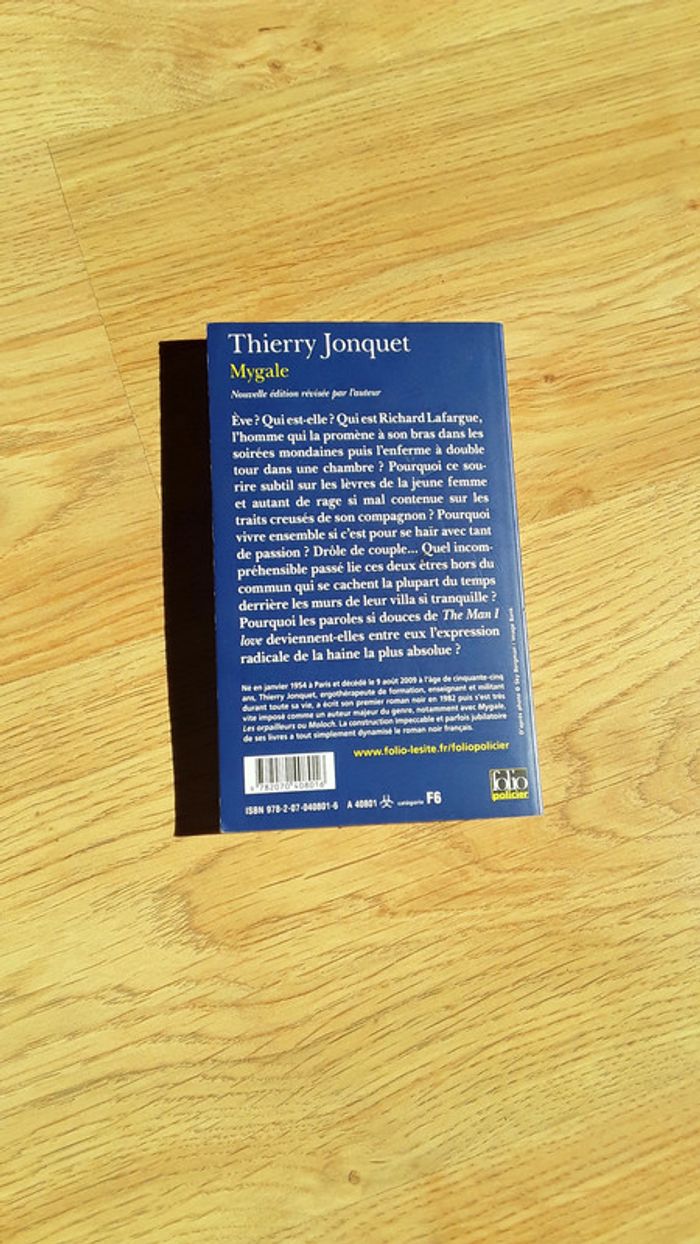 Thierry Jonquet
Mygale
Nouvelle édition révisée par l'auteur
Ève ? Qui est-elle ? Qui est Richard Lafargue,
l'homme qui la promène à son bras dans les
soirées mondaines puis l'enferme à double
tour dans une chambre ? Pourquoi ce sou-
rire subtil sur les lèvres de la jeune femme
et autant de rage si mal contenue sur les
traits creusés de son compagnon ? Pourquoi
vivre ensemble si c'est pour se haïr avec tant
de passion ? Drôle de couple... Quel incom-
préhensible passé lie ces deux êtres hors du
commun qui se cachent la plupart du temps
derrière les murs de leur villa si tranquille ?
Pourquoi les paroles si douces de The Man I
love deviennent-elles entre eux l'expression
radicale de la haine la plus absolue ?
Né en janvier 1954 à Paris et décédé le 9 août 2009 à l'âge de cinquante-cinq
ans, Thierry Jonquet, ergothérapeute de formation, enseignant et militant
durant toute sa vie, a écrit son premier roman noir en 1982 puis s'est très
vite imposé comme un auteur majeur du genre, notamment avec Mygale,
Les orpailleurs ou Moloch. La construction impeccable et parfois jubilatoire
de ses livres a tout simplement dynamisé le roman noir français.
www.folio-lesite.fr/foliopolicier
9 782070 408016
ISBN 978-2-07-040801-6 A 40801 catégorie F6
folio
policier
D'après photo © Sky Bergman / Image Bank.